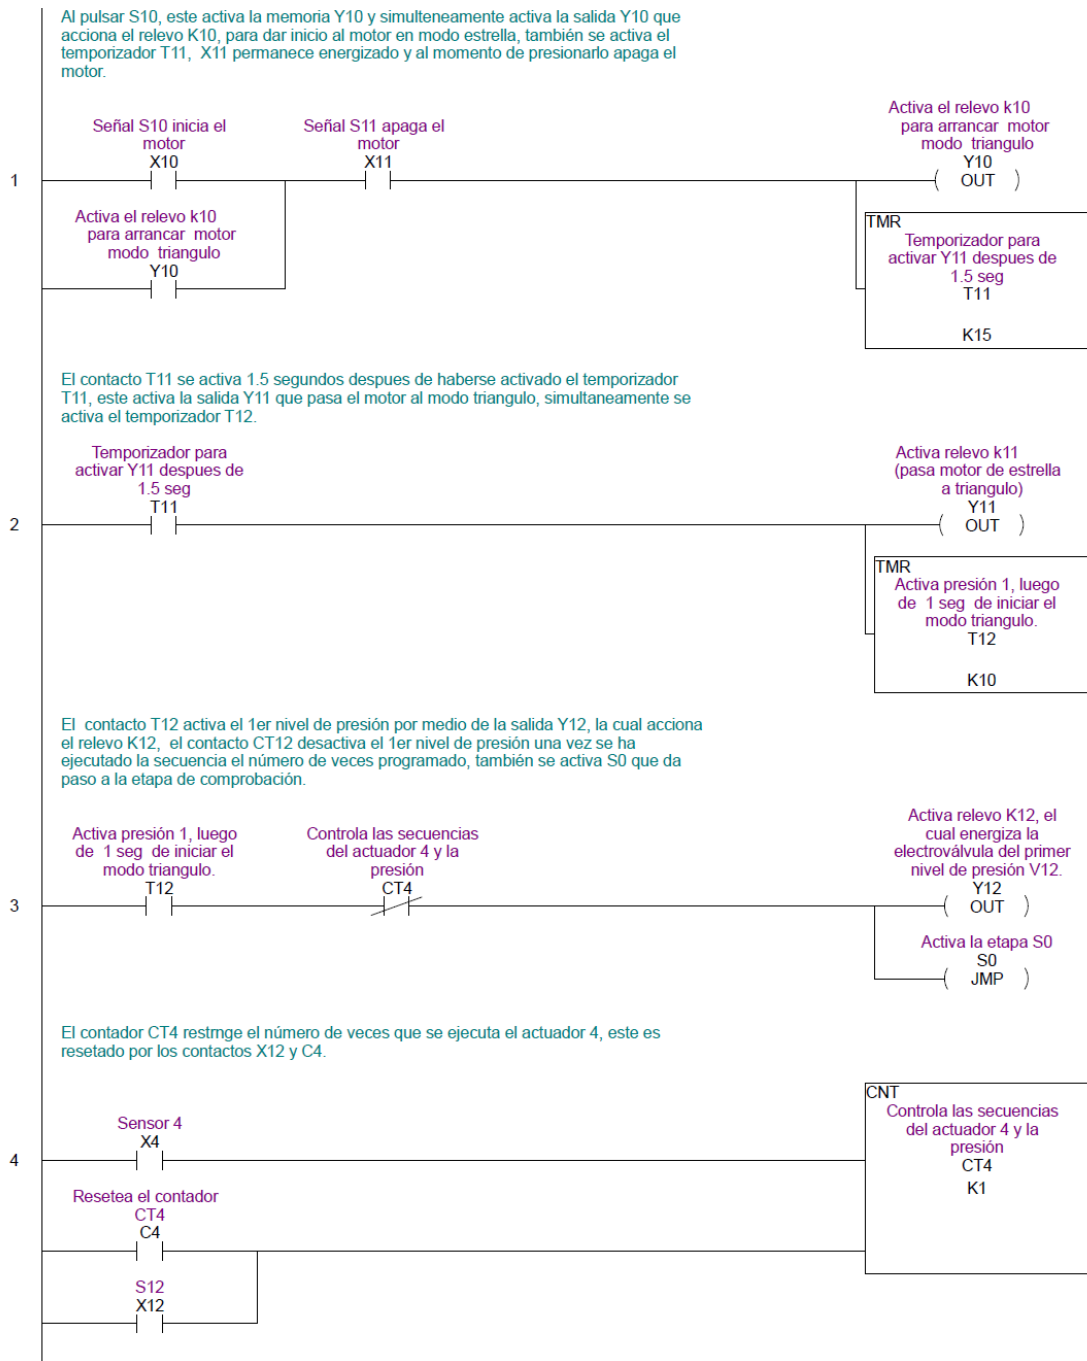 Al pulsar S10, este activa la memoria Y10 y simulteneamente activa la salida Y10 que
acciona el relevo K10, para dar inicio al motor en modo estrella, también se activa el
temporizador T11, X11 permanece energizado y al momento de presionarlo apaga el
motor.
Señal S10 inicia el
motor
X10
Señal S11 apaga el
motor
X11
Activa el relevo k10
para arrancar motor
modo triangulo
Y10
OUT
1
Activa el relevo k10
para arrancar motor
modo triangulo
Y10
TMR
Temporizador para
activar Y11 despues de
1.5 seg
T11
K15
El contacto T11 se activa 1.5 segundos despues de haberse activado el temporizador
T11, este activa la salida Y11 que pasa el motor al modo triangulo, simultaneamente se
activa el temporizador T12.
Temporizador para
activar Y11 despues de
1.5 seg
T11
Activa relevo k11
(pasa motor de estrella
a triangulo)
Y11
OUT
2
TMR
Activa presión 1, luego
de 1 seg de iniciar el
modo triangulo.
T12
K10
El contacto T12 activa el 1er nivel de presión por medio de la salida Y12, la cual acciona
el relevo K12, el contacto CT12 desactiva el 1er nivel de presión una vez se ha
ejecutado la secuencia el número de veces programado, también se activa S0 que da
paso a la etapa de comprobación.
Activa presión 1, luego
de 1 seg de iniciar el
modo triangulo.
T12
Controla las secuencias
del actuador 4 y la
presión
CT4
Activa relevo K12, el
cual energiza la
electroválvula del primer
nivel de presión V12.
Y12
OUT
3
Activa la etapa S0
S0
JMP
El contador CT4 restrnge el número de veces que se ejecuta el actuador 4, este es
resetado por los contactos X12 y C4.
Sensor 4
X4
4
CNT
Controla las secuencias
del actuador 4 y la
presión
CT4
K1
Resetea el contador
CT4
C4
S12
X12